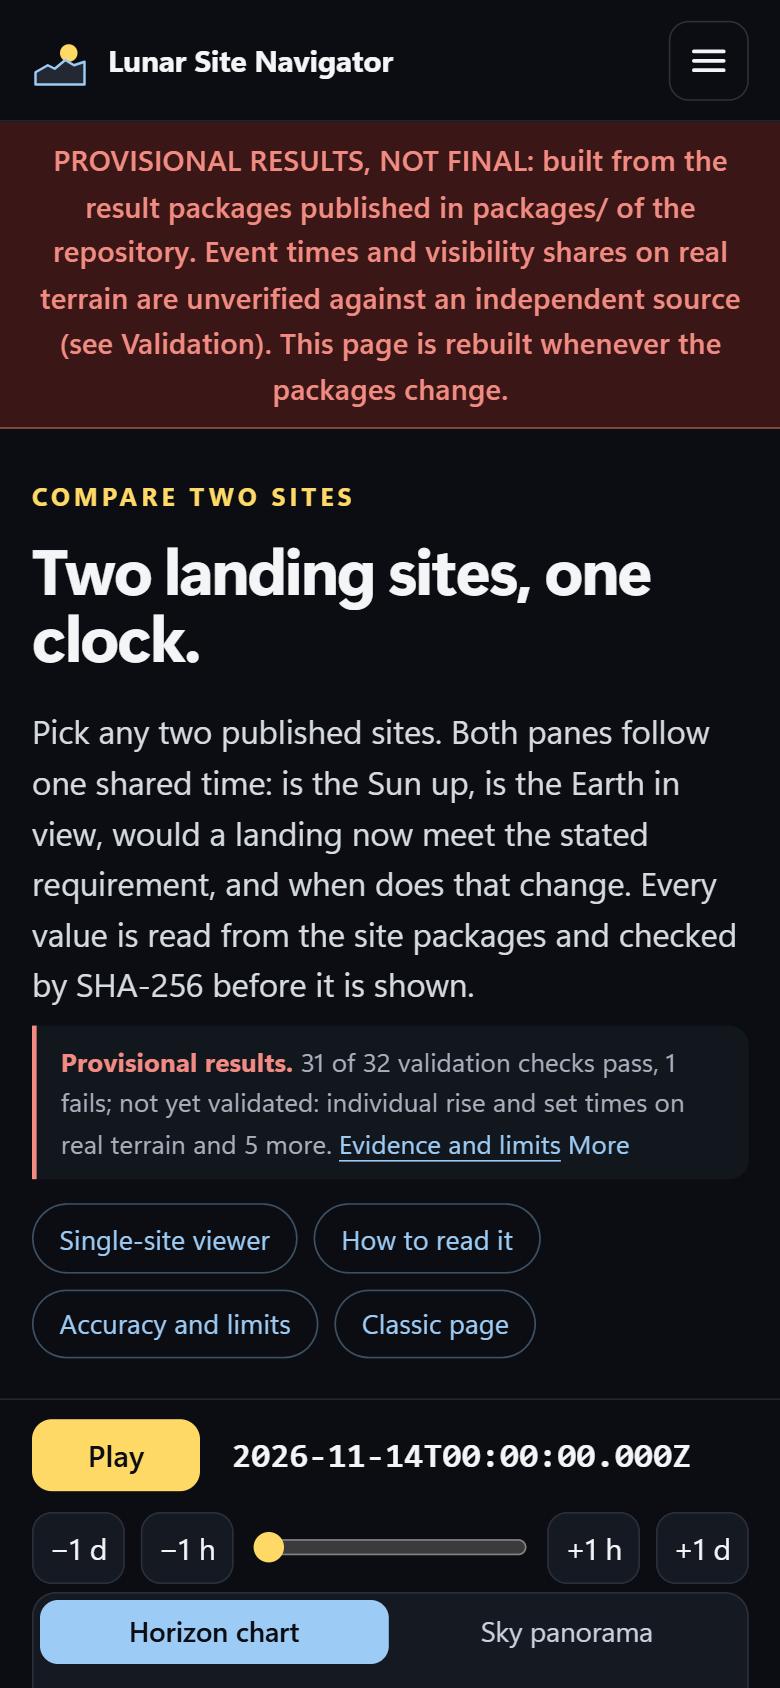 Lunar Site Navigator
PROVISIONAL RESULTS, NOT FINAL: built from the
result packages published in packages/ of the
repository. Event times and visibility shares on real
terrain are unverified against an independent source
(see Validation). This page is rebuilt whenever the
packages change.
COMPARE TWO SITES
Two landing sites, one
clock.
Pick any two published sites. Both panes follow
one shared time: is the Sun up, is the Earth in
view, would a landing now meet the stated
requirement, and when does that change. Every
value is read from the site packages and checked
by SHA-256 before it is shown.
Provisional results. 31 of 32 validation checks pass, 1
fails; not yet validated: individual rise and set times on
real terrain and 5 more. Evidence and limits More
Single-site viewer How to read it
Accuracy and limits Classic page
Play 2026-11-14T00:00:00.000Z
−1 d −1 h +1 h +1 d
Horizon chart Sky panorama